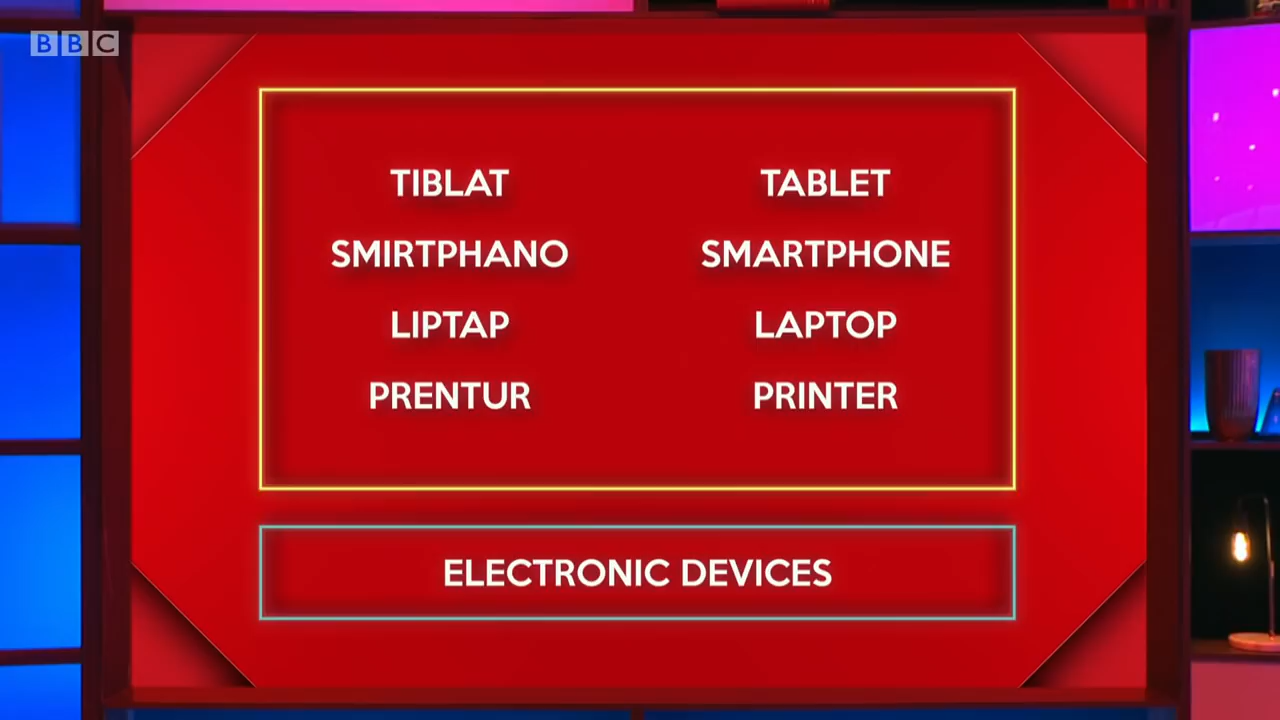 BBC
TIBLAT TABLET
SMIRTPHANO SMARTPHONE
LIPTAP LAPTOP
PRENTUR PRINTER
ELECTRONIC DEVICES